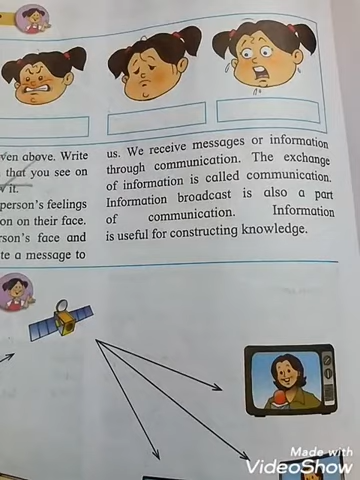 ven above. Write
that you see on
it.
person's feelings
on on their face.
rson's face and
te a message to
us. We receive messages or information
through communication. The exchange
of information is called communication.
Information broadcast is also a part
of communication. Information
is useful for constructing knowledge.
Made with
VideoShow